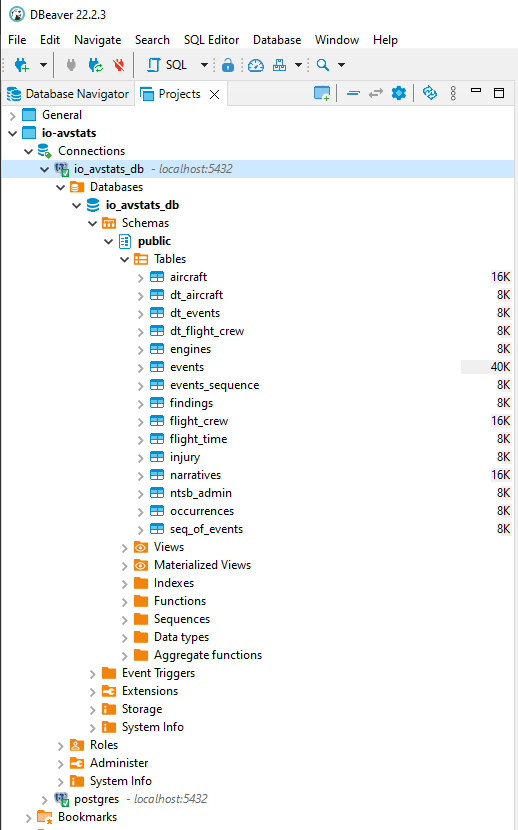 DBeaver 22.2.3
File Edit Navigate Search SQL Editor Database Window Help
SQL
Database Navigator Projects
General
io-avstats
Connections
io_avstats_db - localhost:5432
Databases
io_avstats_db
Schemas
public
Tables
aircraft 16K
dt_aircraft 8K
dt_events 8K
dt_flight_crew 8K
engines 8K
events 40K
events_sequence 8K
findings 8K
flight_crew 16K
flight_time 8K
injury 8K
narratives 16K
ntsb_admin 8K
occurrences 8K
seq_of_events 8K
Views
Materialized Views
Indexes
Functions
Sequences
Data types
Aggregate functions
Event Triggers
Extensions
Storage
System Info
Roles
Administer
System Info
postgres - localhost:5432
Bookmarks